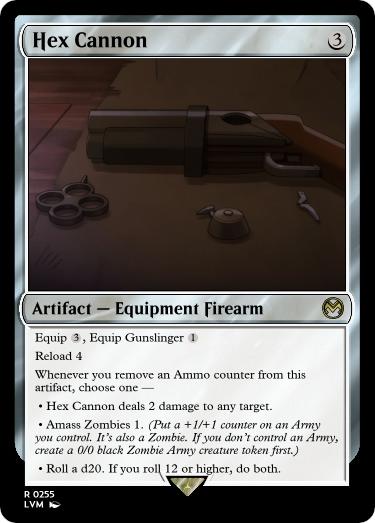 Hex Cannon 3
Artifact — Equipment Firearm
Equip 3, Equip Gunslinger 1
Reload 4
Whenever you remove an Ammo counter from this
artifact, choose one —
• Hex Cannon deals 2 damage to any target.
• Amass Zombies 1. (Put a +1/+1 counter on an Army
you control. It's also a Zombie. If you don't control an Army,
create a 0/0 black Zombie Army creature token first.)
• Roll a d20. If you roll 12 or higher, do both.
R 0255
LVM